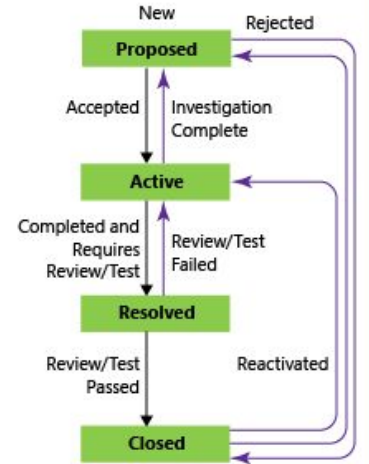 New
Rejected
Proposed
Accepted
Investigation
Complete
Active
Completed and
Requires
Review/Test
Review/Test
Failed
Resolved
Review/Test
Passed
Reactivated
Closed